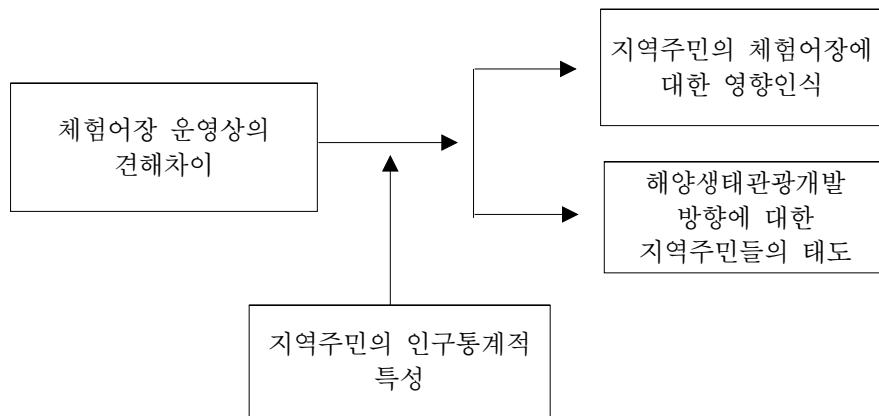 지역주민의 체험어장에
대한 영향인식
체험어장 운영상의
견해차이
해양생태관광개발
방향에 대한
지역주민들의 태도
지역주민의 인구통계적
특성